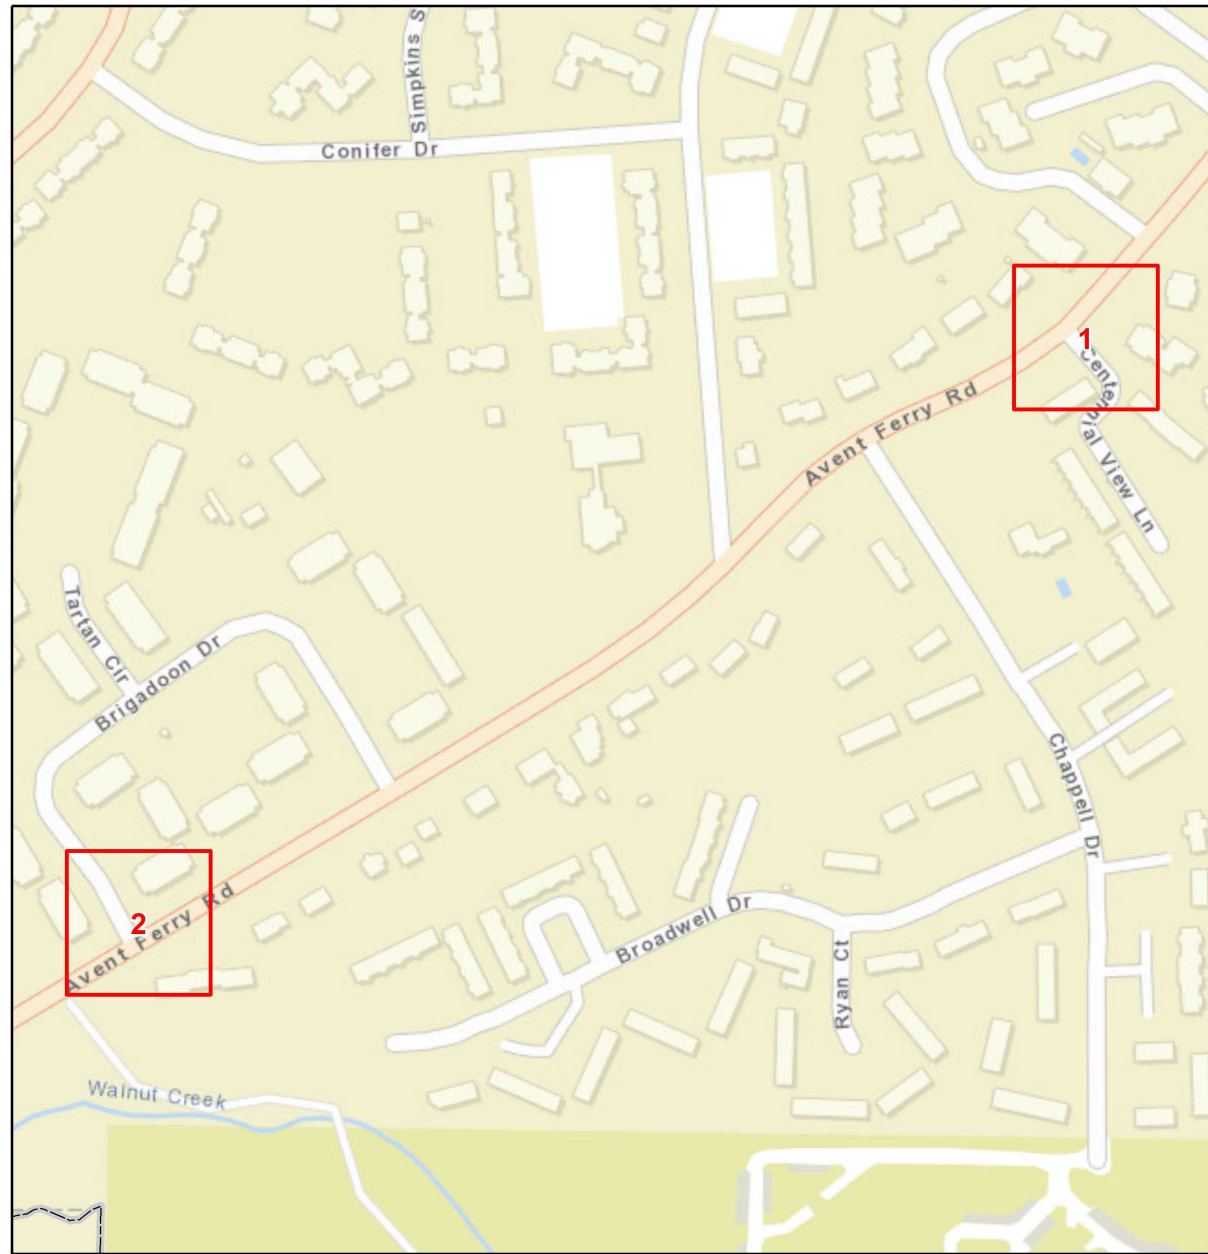 Simpkins S
Conifer Dr
1
Centennial View Ln
Avent Ferry Rd
Tartan Cir
Brigadoon Dr
Chappell Dr
2
Avent Ferry Rd
Broadwell Dr
Ryan Ct
Walnut Creek